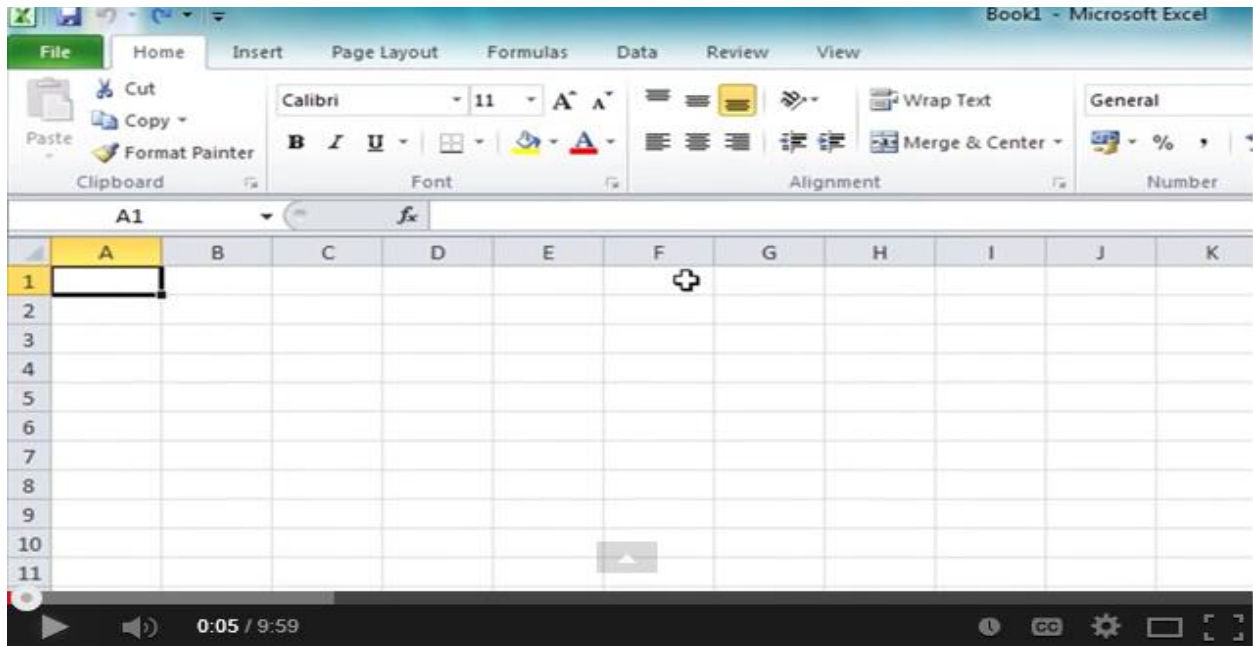 Book1 - Microsoft Excel
File Home Insert Page Layout Formulas Data Review View
Cut
Copy
Paste
Format Painter
Clipboard
Calibri 11 A A
B I U A
Font
Wrap Text
Merge & Center
Alignment
General
% ,
Number
A1 fx
A B C D E F G H I J K
1
2
3
4
5
6
7
8
9
10
11
0:05 / 9:59 CC